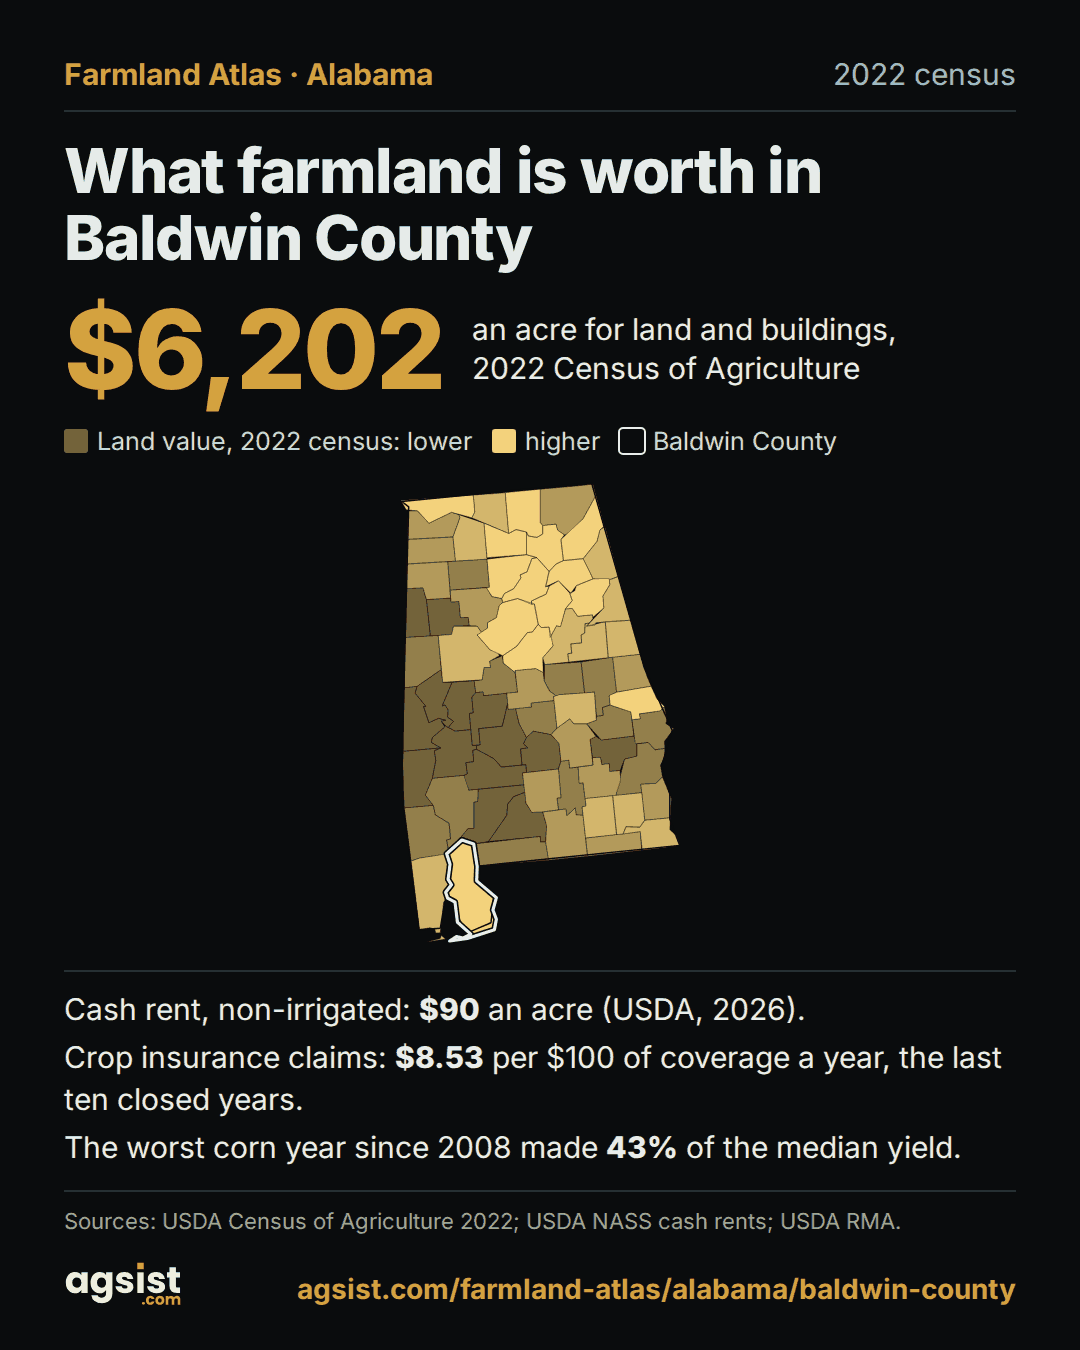 Farmland Atlas · Alabama
2022 census
What farmland is worth in
Baldwin County
$6,202
an acre for land and buildings,
2022 Census of Agriculture
Land value, 2022 census: lower
higher
Baldwin County
Cash rent, non-irrigated: $90 an acre (USDA, 2026).
Crop insurance claims: $8.53 per $100 of coverage a year, the last
ten closed years.
The worst corn year since 2008 made 43% of the median yield.
Sources: USDA Census of Agriculture 2022; USDA NASS cash rents; USDA RMA.
agsist
.com
agsist.com/farmland-atlas/alabama/baldwin-county